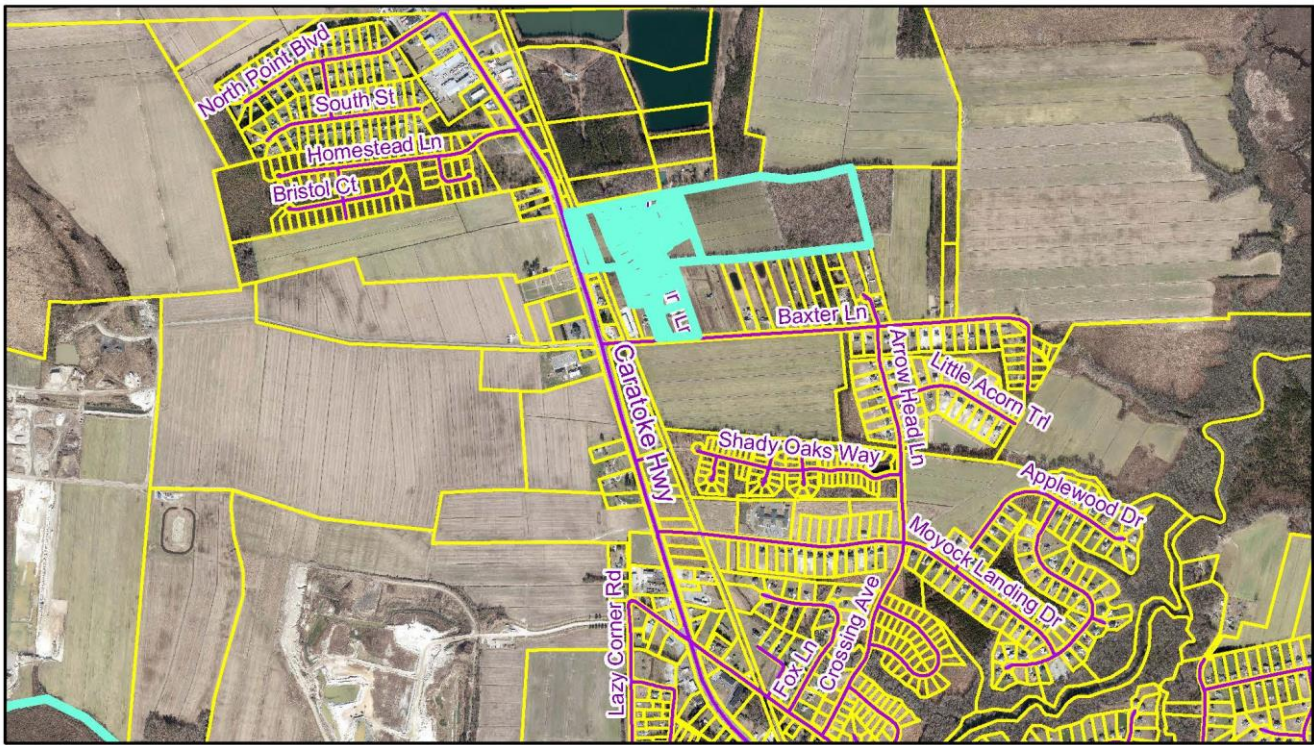 North Point Blvd
South St
Homestead Ln
Bristol Ct
Baxter Ln
Arrow Head Ln
Little Acorn Trl
Caratoke Hwy
Shady Oaks Way
Applewood Dr
Moyock Landing Dr
Lazy Corner Rd
Fox Ln
Crossing Ave